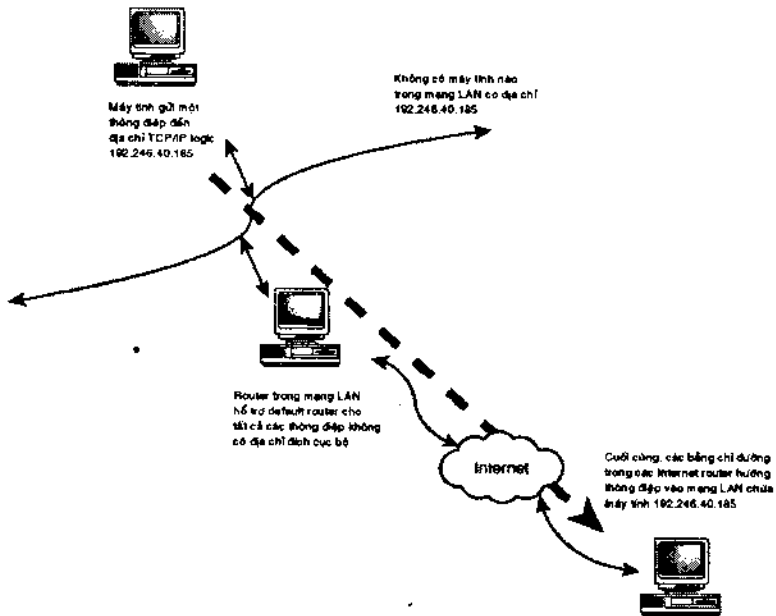 Máy tính gửi một
thông điệp đến
địa chỉ TCP/IP logic
192.246.40.185
Không có máy tính nào
trong mạng LAN có địa chỉ
192.246.40.185
Router trong mạng LAN
hổ trợ default router cho
tất cả các thông điệp không
có địa chỉ đích cục bộ
Internet
Cuối cùng, các bảng chỉ đường
trong các Internet router hướng
thông điệp vào mạng LAN chứa
máy tính 192.246.40.185